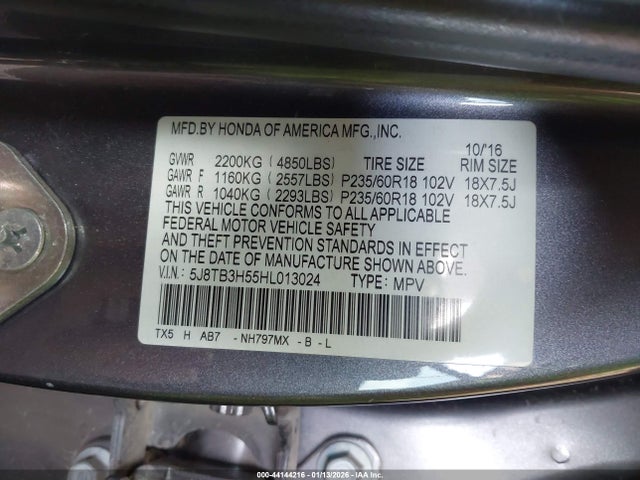 MFD.BY HONDA OF AMERICA MFG.,INC.
10/'16
GVWR 2200KG ( 4850LBS) TIRE SIZE RIM SIZE
GAWR F 1160KG ( 2557LBS) P235/60R18 102V 18X7.5J
GAWR R 1040KG ( 2293LBS) P235/60R18 102V 18X7.5J
THIS VEHICLE CONFORMS TO ALL APPLICABLE
FEDERAL MOTOR VEHICLE SAFETY
AND THEFT PREVENTION STANDARDS IN EFFECT
ON THE DATE OF MANUFACTURE SHOWN ABOVE.
V.I.N.: 5J8TB3H55HL013024 TYPE: MPV
TX5 H AB7 -NH797MX -B-L
000-44144216 - 01/13/2026 - IAAI.COM